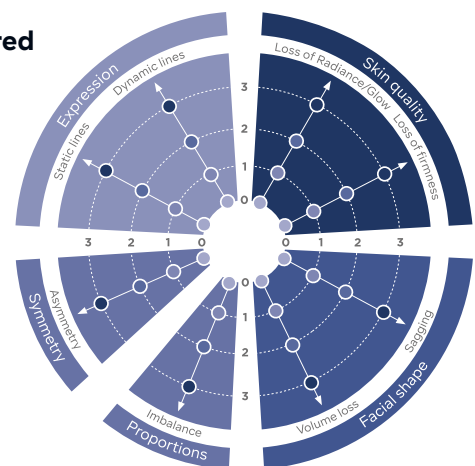 red
Expression
Dynamic lines
Static lines
Skin quality
Loss of Radiance/Glow
Loss of firmness
3
2
1
0
3
2
1
0
0
1
2
3
0
1
2
3
Symmetry
Asymmetry
Proportions
Imbalance
Facial shape
Volume loss
Sagging